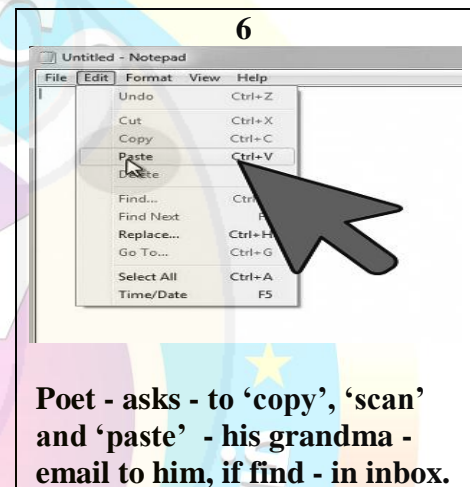 6
Untitled - Notepad
File Edit Format View Help
Undo Ctrl+Z
Cut Ctrl+X
Copy Ctrl+C
Paste Ctrl+V
Delete
Find...
Find Next
Replace... Ctrl+H
Go To... Ctrl+G
Select All Ctrl+A
Time/Date F5
Poet - asks - to ‘copy’, ‘scan’
and ‘paste’ - his grandma -
email to him, if find - in inbox.